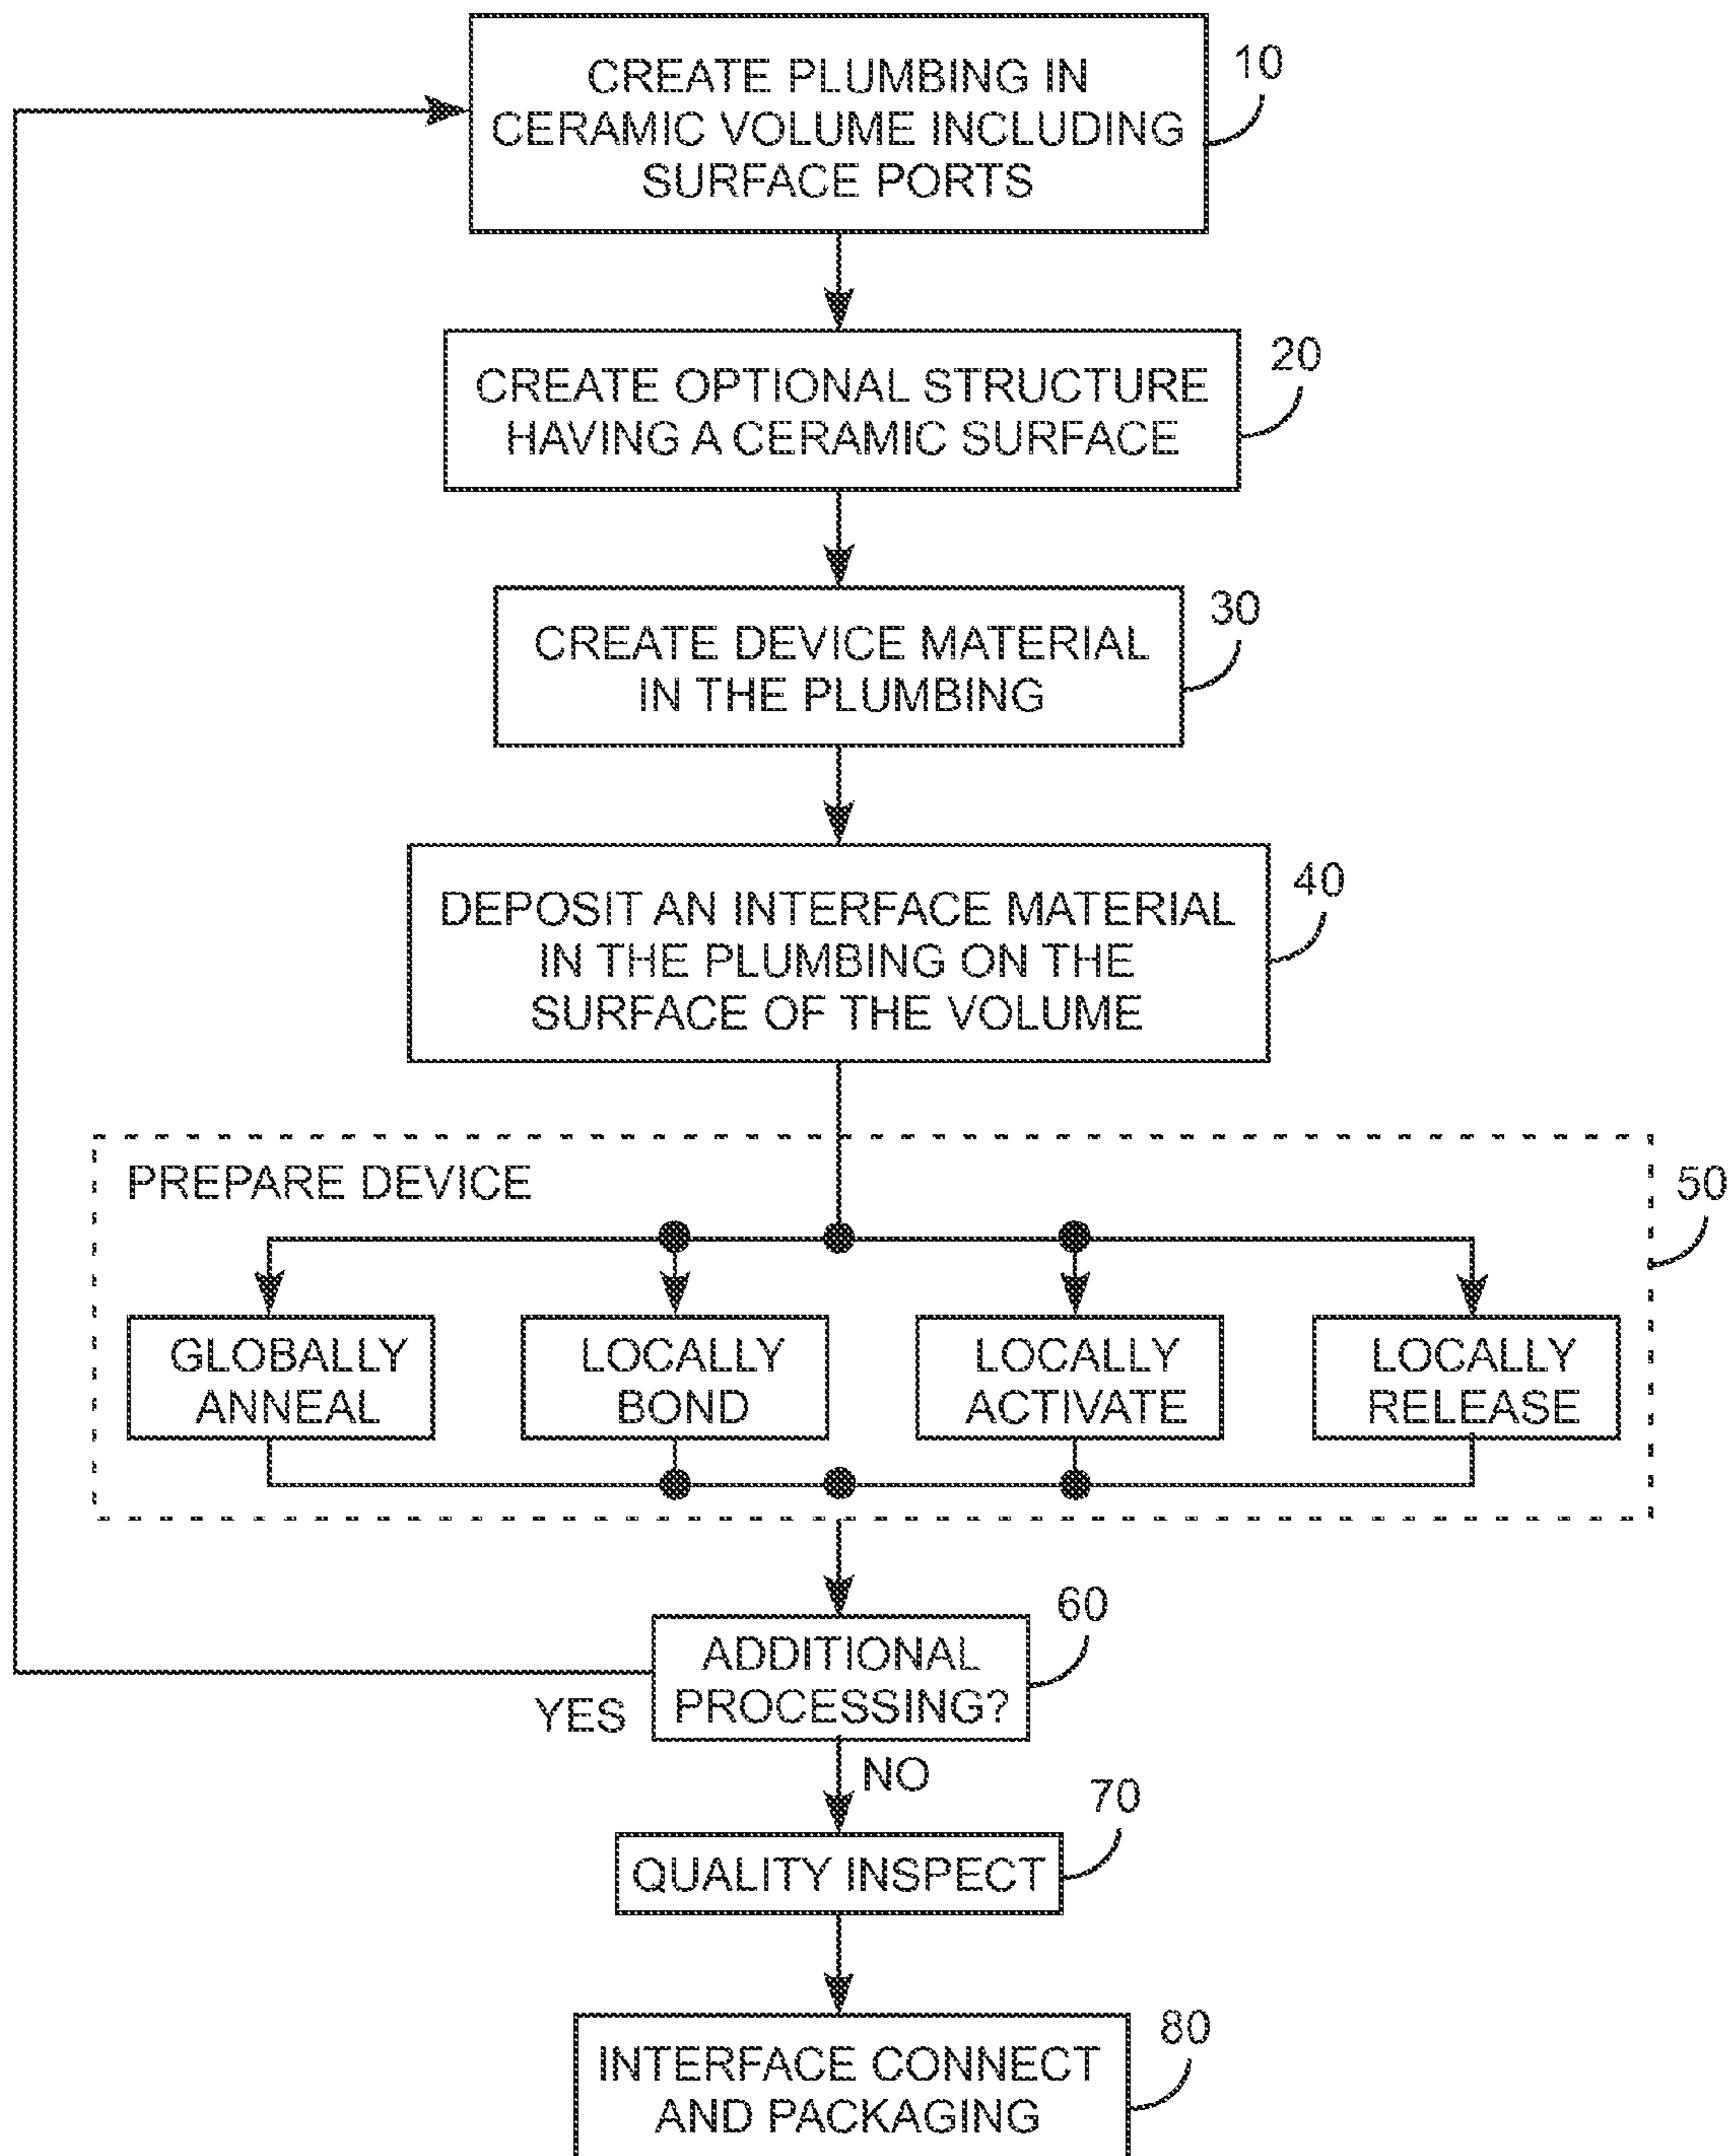 CREATE PLUMBING IN
CERAMIC VOLUME INCLUDING
SURFACE PORTS
10
CREATE OPTIONAL STRUCTURE
HAVING A CERAMIC SURFACE
20
CREATE DEVICE MATERIAL
IN THE PLUMBING
30
DEPOSIT AN INTERFACE MATERIAL
IN THE PLUMBING ON THE
SURFACE OF THE VOLUME
40
PREPARE DEVICE
50
GLOBALLY
ANNEAL
LOCALLY
BOND
LOCALLY
ACTIVATE
LOCALLY
RELEASE
ADDITIONAL
PROCESSING?
60
YES
NO
QUALITY INSPECT
70
INTERFACE CONNECT
AND PACKAGING
80